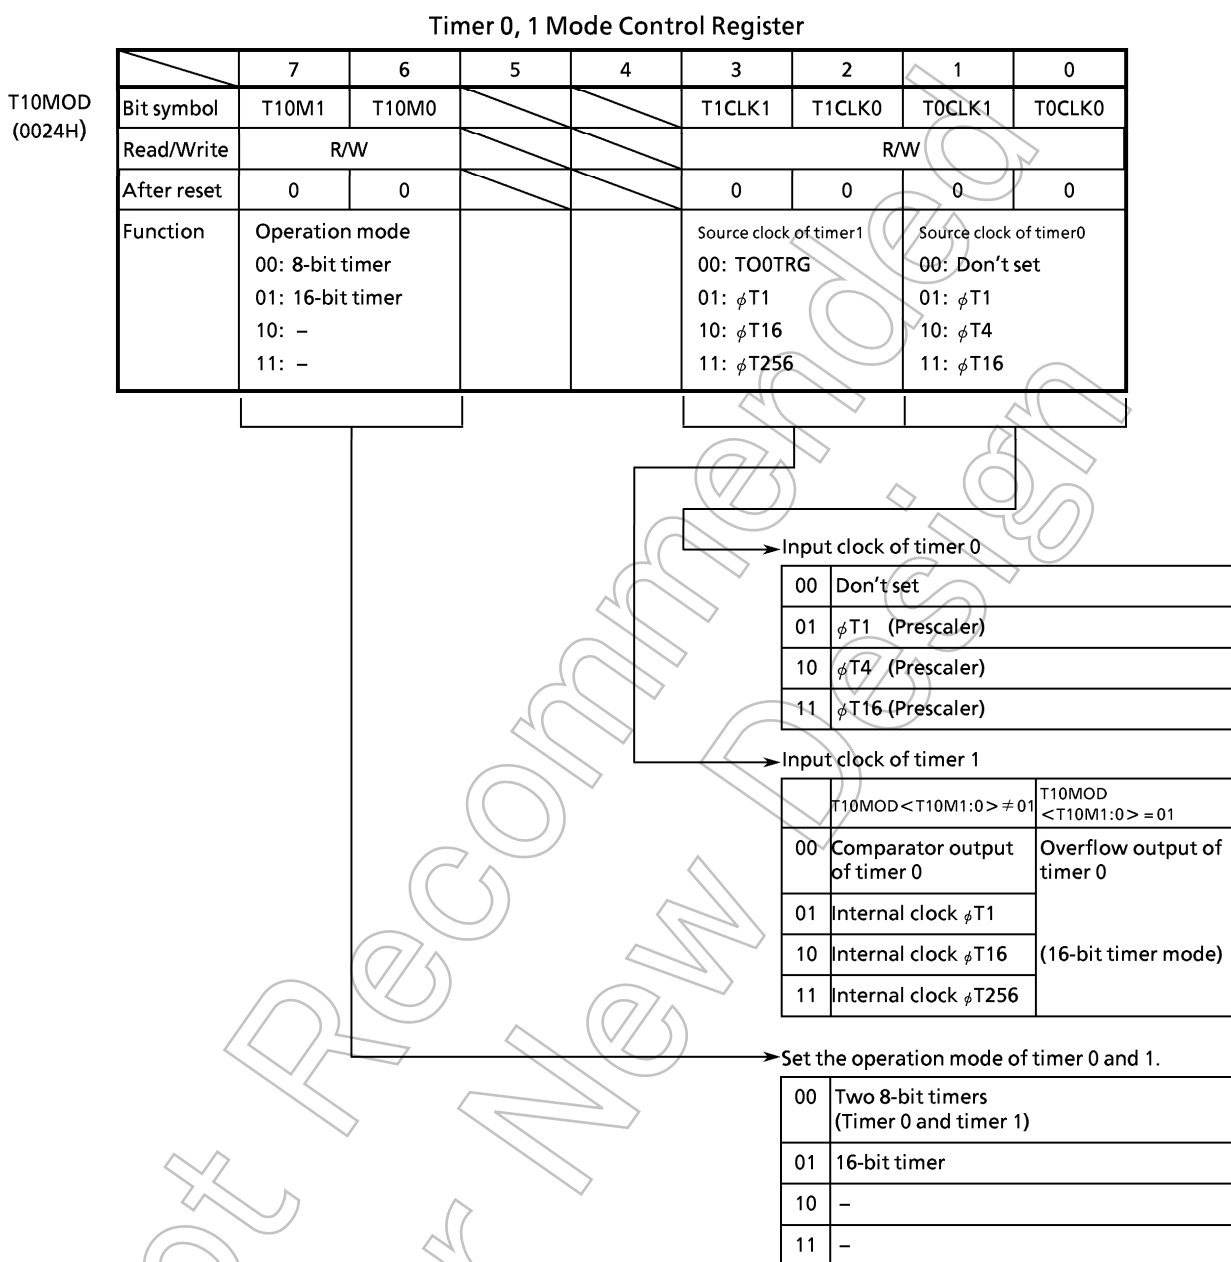 Timer 0, 1 Mode Control Register
T10MOD
(0024H)
7 6 5 4 3 2 1 0
Bit symbol T10M1 T10M0 T1CLK1 T1CLK0 T0CLK1 T0CLK0
Read/Write R/W R/W
After reset 0 0 0 0 0 0
Function Operation mode Source clock of timer1 Source clock of timer0
00: 8-bit timer 00: TO0TRG 00: Don't set
01: 16-bit timer 01: φT1 01: φT1
10: – 10: φT16 10: φT4
11: – 11: φT256 11: φT16
Input clock of timer 0
00 Don't set
01 φT1 (Prescaler)
10 φT4 (Prescaler)
11 φT16 (Prescaler)
Input clock of timer 1
T10MOD<T10M1:0>≠01 T10MOD
<T10M1:0>=01
00 Comparator output Overflow output of
of timer 0 timer 0
01 Internal clock φT1
10 Internal clock φT16 (16-bit timer mode)
11 Internal clock φT256
Set the operation mode of timer 0 and 1.
00 Two 8-bit timers
(Timer 0 and timer 1)
01 16-bit timer
10 –
11 –
Not Recommended
for New Design